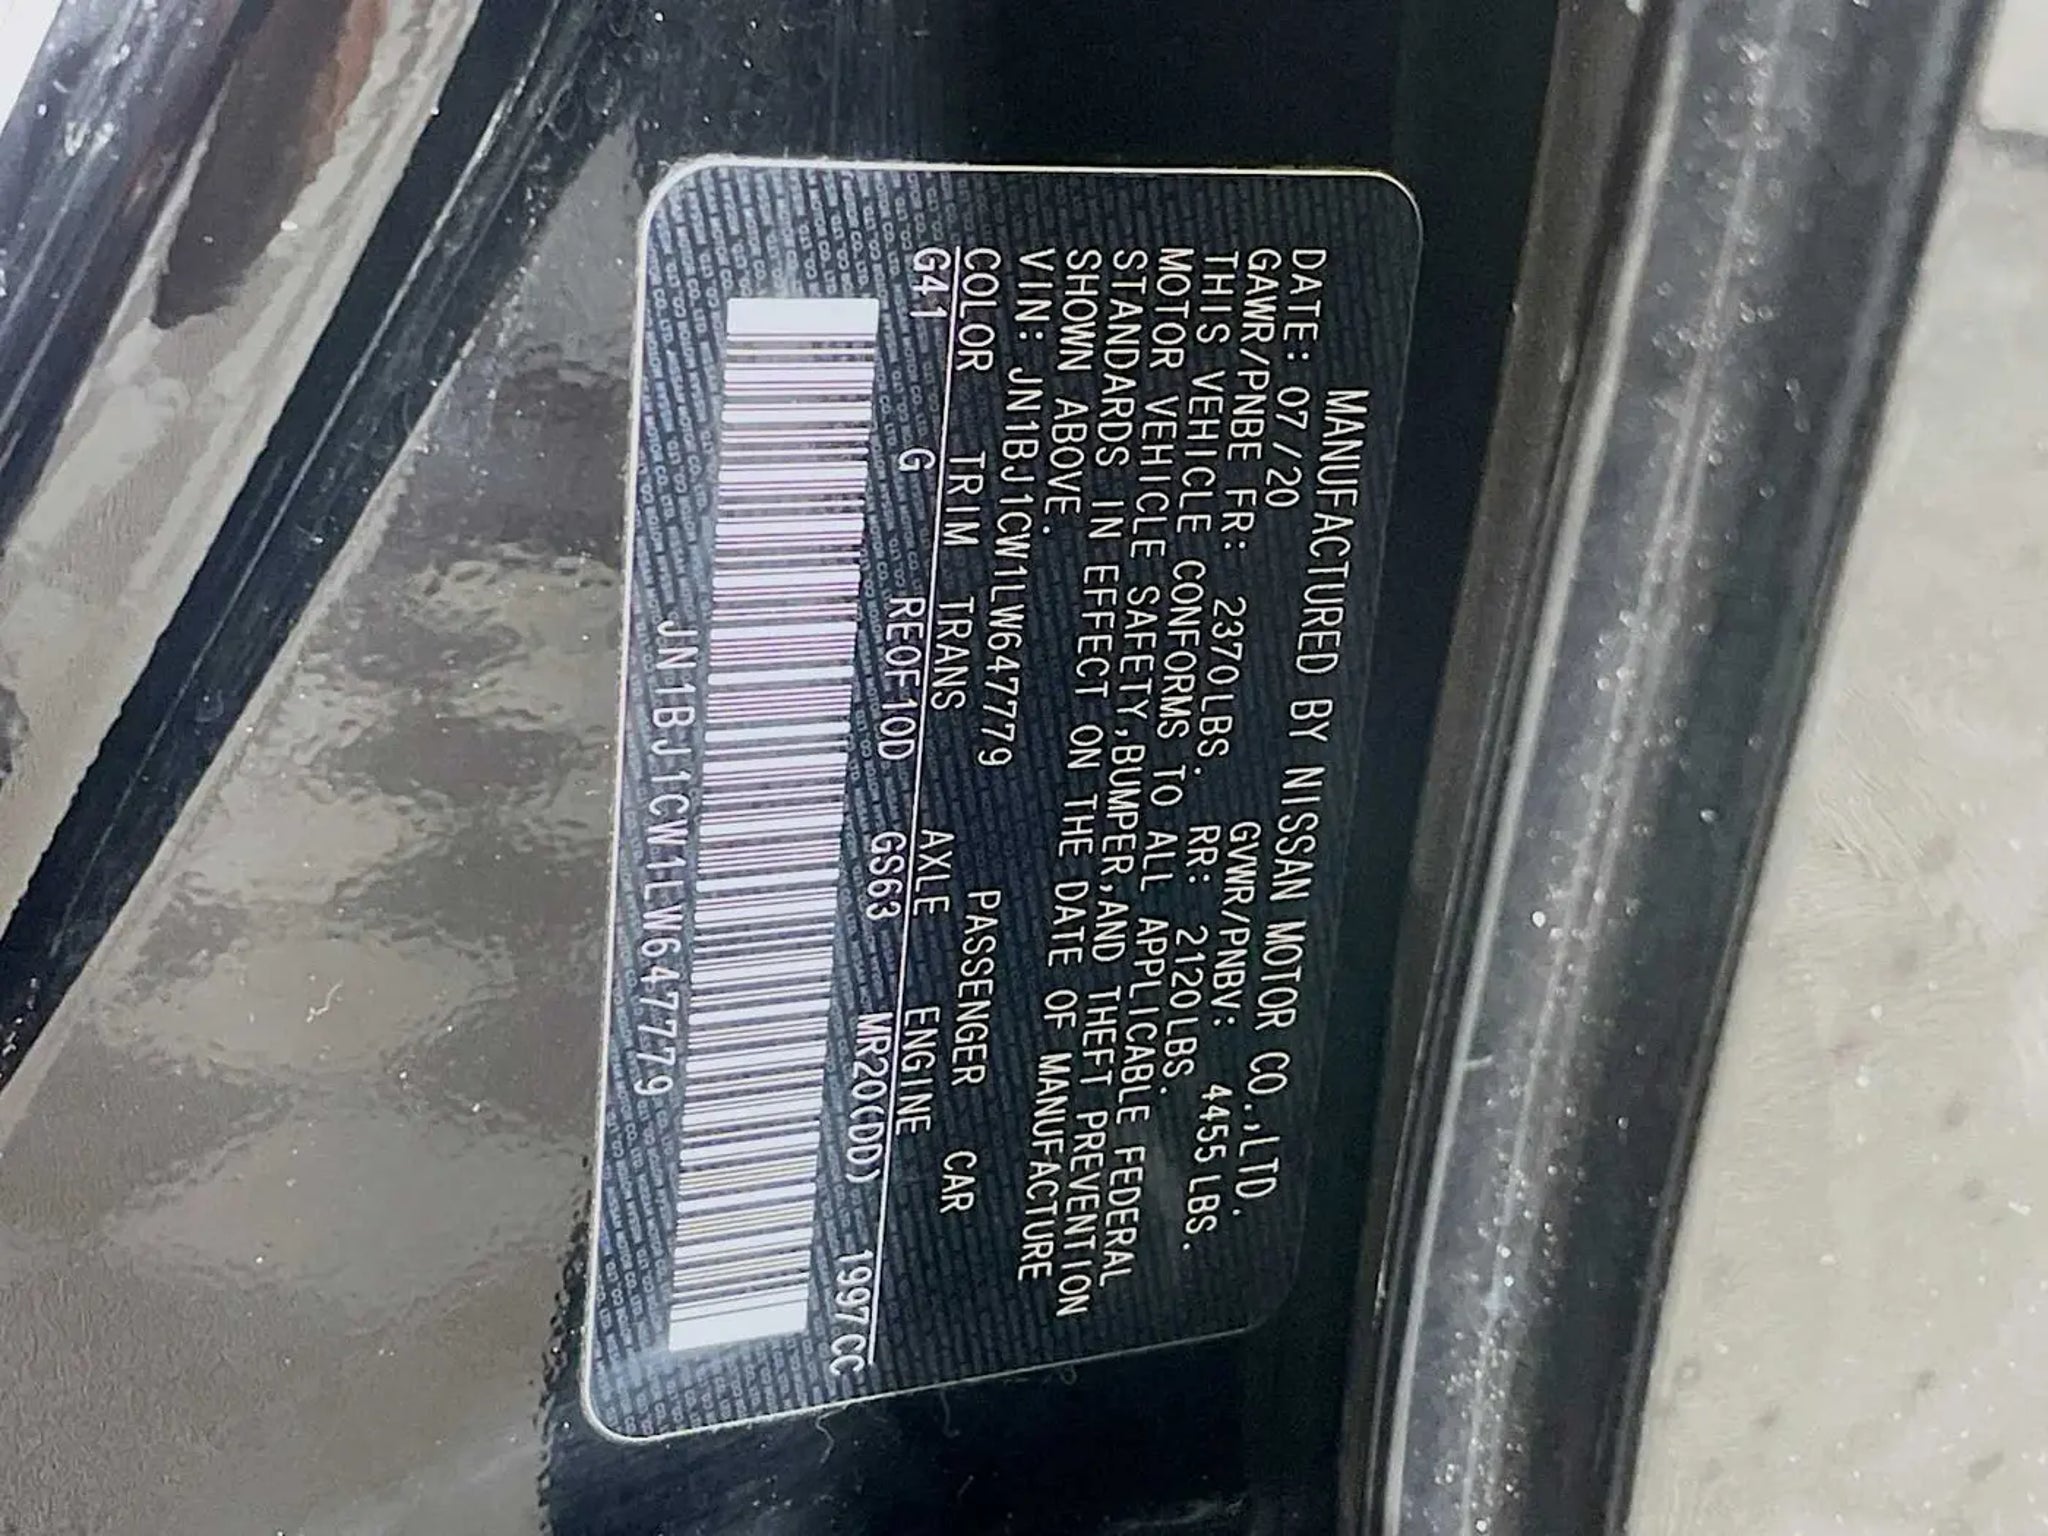 MANUFACTURED BY NISSAN MOTOR CO.,LTD.
DATE: 07/20 GVWR/PNBV: 4455LBS.
GAWR/PNBE FR: 2370LBS. RR: 2120LBS.
THIS VEHICLE CONFORMS TO ALL APPLICABLE FEDERAL
MOTOR VEHICLE SAFETY,BUMPER,AND THEFT PREVENTION
STANDARDS IN EFFECT ON THE DATE OF MANUFACTURE
SHOWN ABOVE.
VIN: JN1BJ1CW1LW647779 PASSENGER CAR
COLOR TRIM TRANS AXLE ENGINE
G41 G RE0F10D GS63 MR20(DD) 1997CC
JN1BJ1CW1LW647779